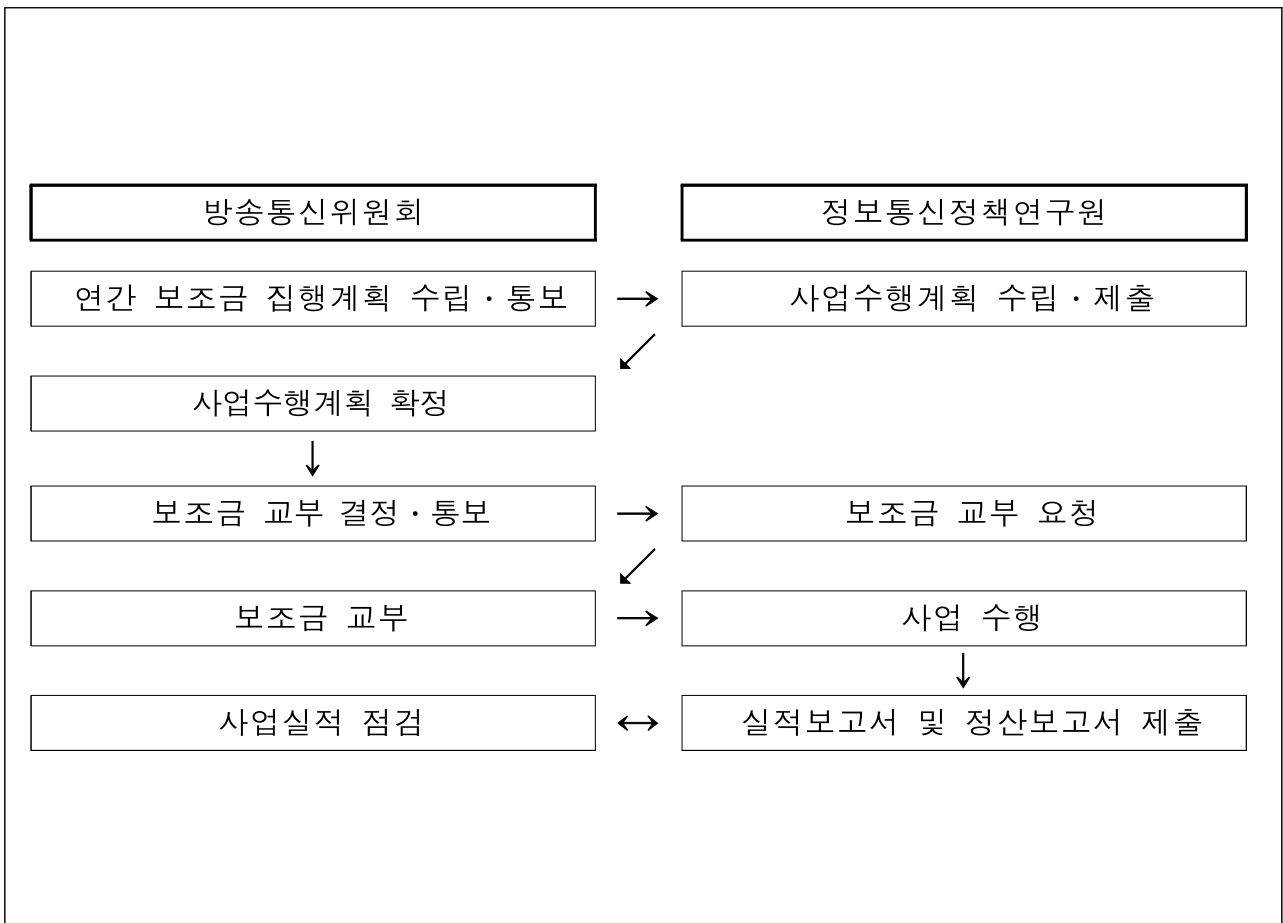 방송통신위원회
정보통신정책연구원
연간 보조금 집행계획 수립·통보
→
사업수행계획 수립·제출
↙
사업수행계획 확정
↓
보조금 교부 결정·통보
→
보조금 교부 요청
↙
보조금 교부
→
사업 수행
↓
사업실적 점검
↔
실적보고서 및 정산보고서 제출